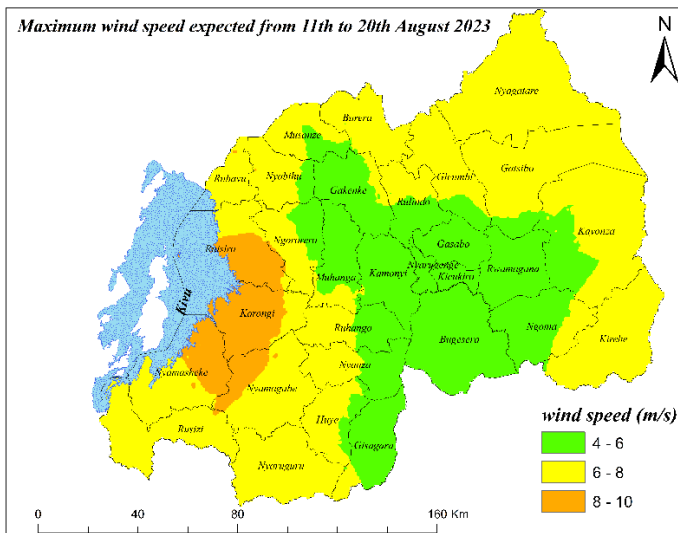 Maximum wind speed expected from 11th to 20th August 2023
N
Nyagatare
Burera
Musanze
Gatsibo
Gicumbi
Rubavu
Nyabihu
Gakenke
Rulindo
Kayonza
Rutsiro
Ngororero
Gasabo
Nyarugenge
Rwamagana
Muhanga
Kamonyi
Kicukiro
Kivu
Karongi
Ruhango
Bugesera
Ngoma
Kirehe
Nyamasheke
Nyanza
Nyamagabe
Huye
Rusizi
Gisagara
Nyaruguru
wind speed (m/s)
4 - 6
6 - 8
8 - 10
0 40 80 160 Km